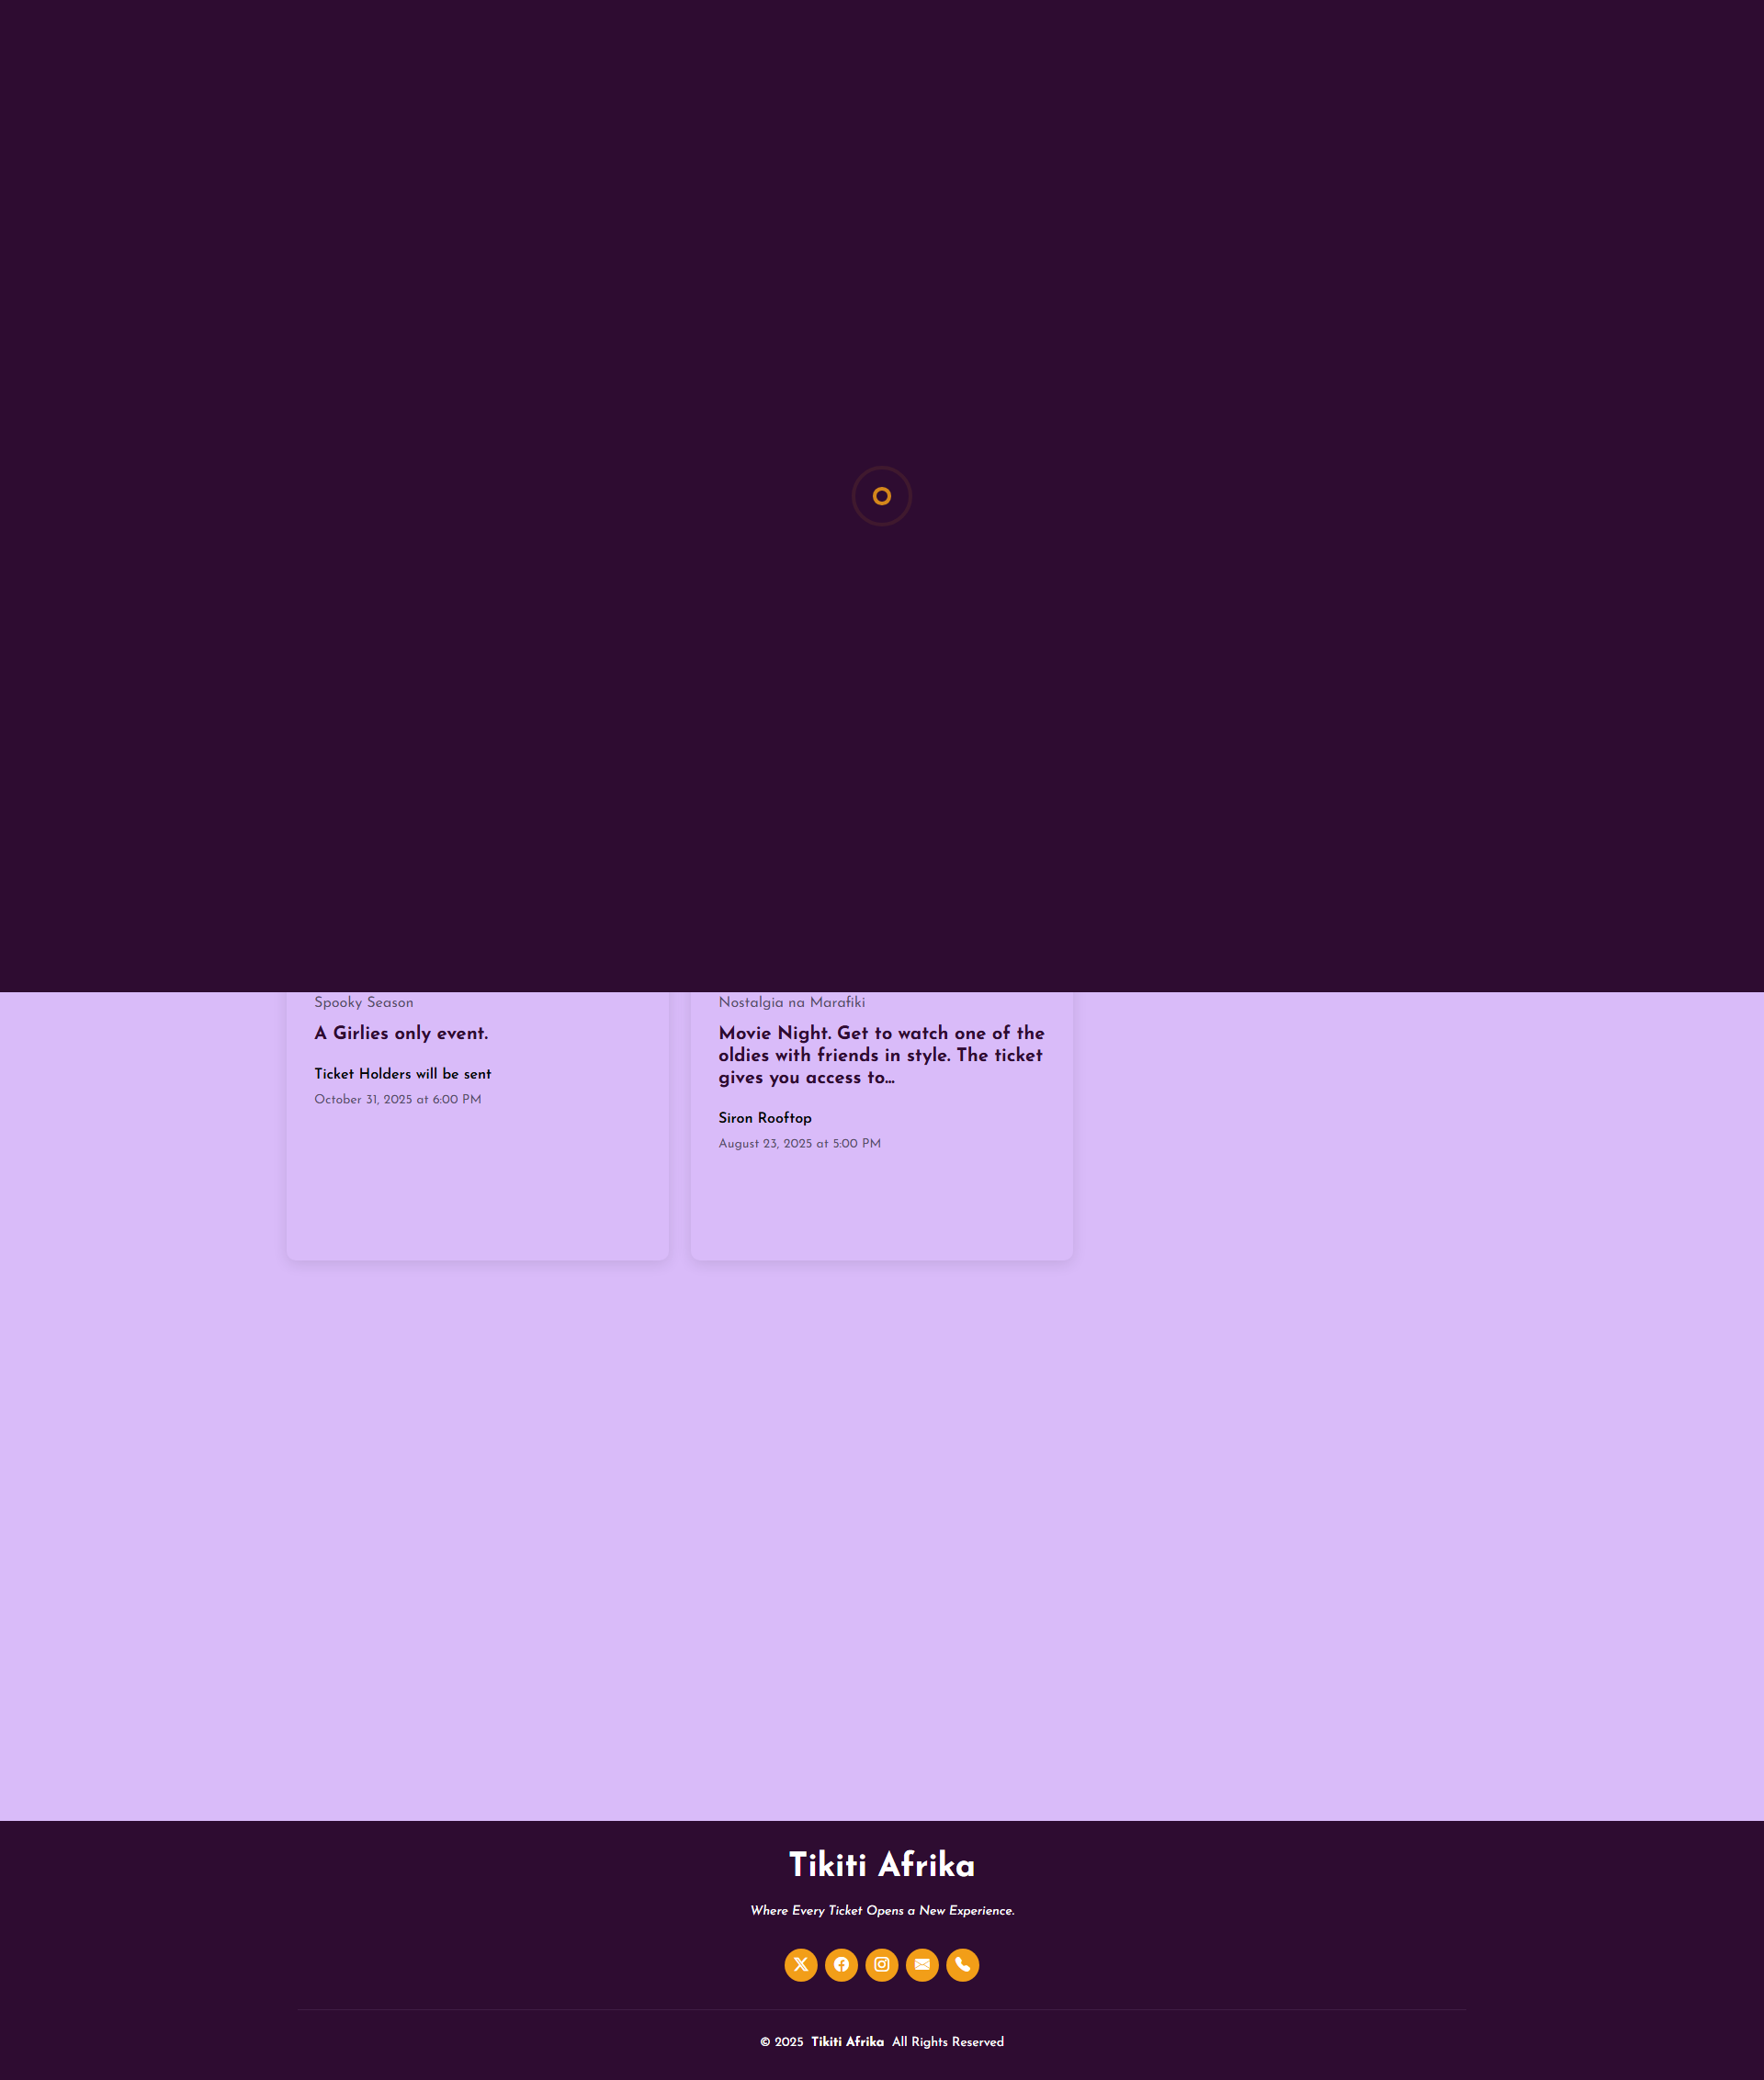 Spooky Season
A Girlies only event.
Ticket Holders will be sent
October 31, 2025 at 6:00 PM
Nostalgia na Marafiki
Movie Night. Get to watch one of the
oldies with friends in style. The ticket
gives you access to...
Siron Rooftop
August 23, 2025 at 5:00 PM
Tikiti Afrika
Where Every Ticket Opens a New Experience.
© 2025 Tikiti Afrika All Rights Reserved